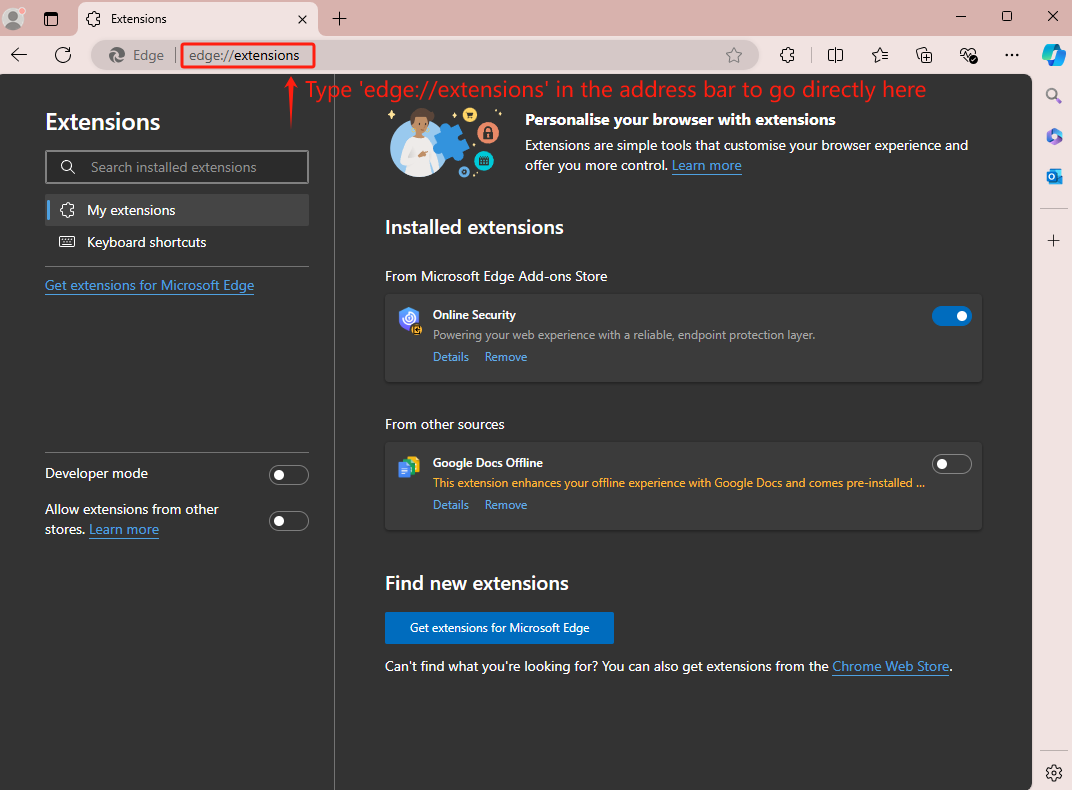 Extensions
Edge
edge://extensions
Type 'edge://extensions' in the address bar to go directly here
Extensions
Search installed extensions
My extensions
Keyboard shortcuts
Get extensions for Microsoft Edge
Developer mode
Allow extensions from other
stores. Learn more
Personalise your browser with extensions
Extensions are simple tools that customise your browser experience and
offer you more control. Learn more
Installed extensions
From Microsoft Edge Add-ons Store
Online Security
Powering your web experience with a reliable, endpoint protection layer.
Details Remove
From other sources
Google Docs Offline
This extension enhances your offline experience with Google Docs and comes pre-installed ...
Details Remove
Find new extensions
Get extensions for Microsoft Edge
Can't find what you're looking for? You can also get extensions from the Chrome Web Store.